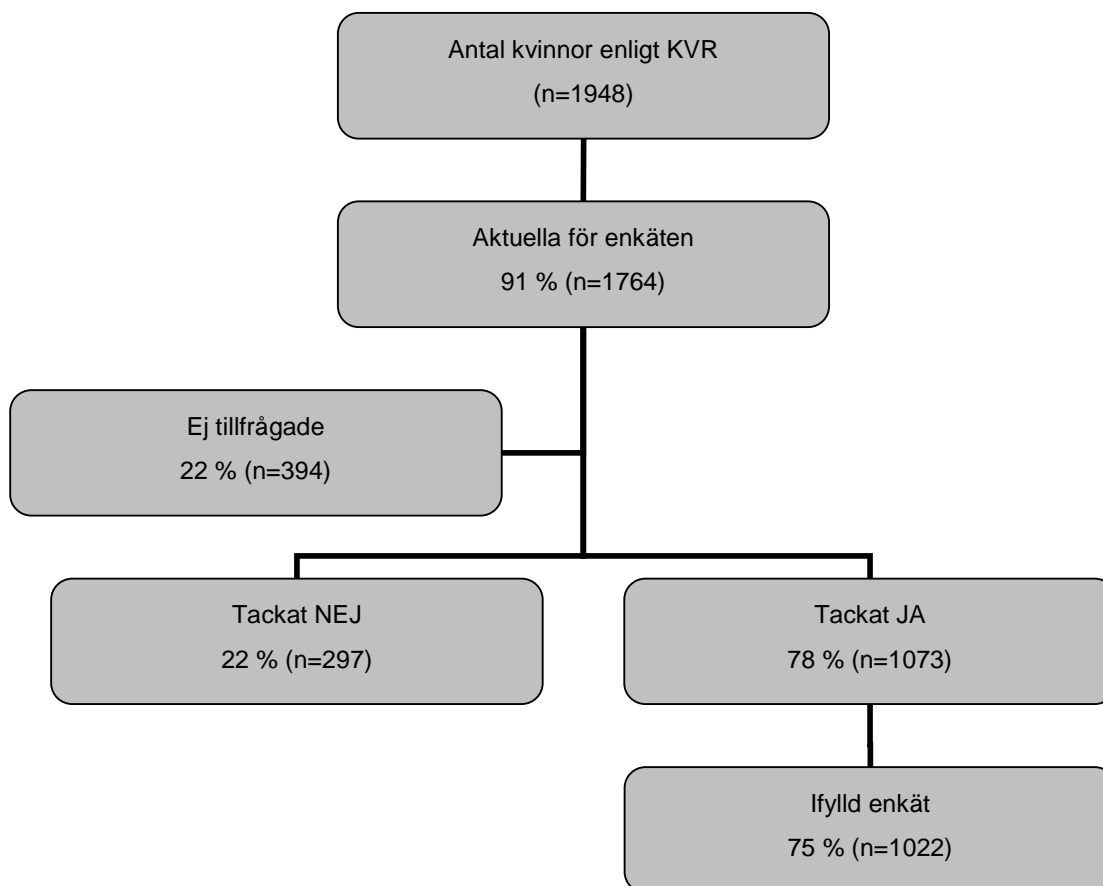 Antal kvinnor enligt KVR
(n=1948)
Aktuella för enkäten
91 % (n=1764)
Ej tillfrågade
22 % (n=394)
Tackat NEJ
22 % (n=297)
Tackat JA
78 % (n=1073)
Ifylld enkät
75 % (n=1022)